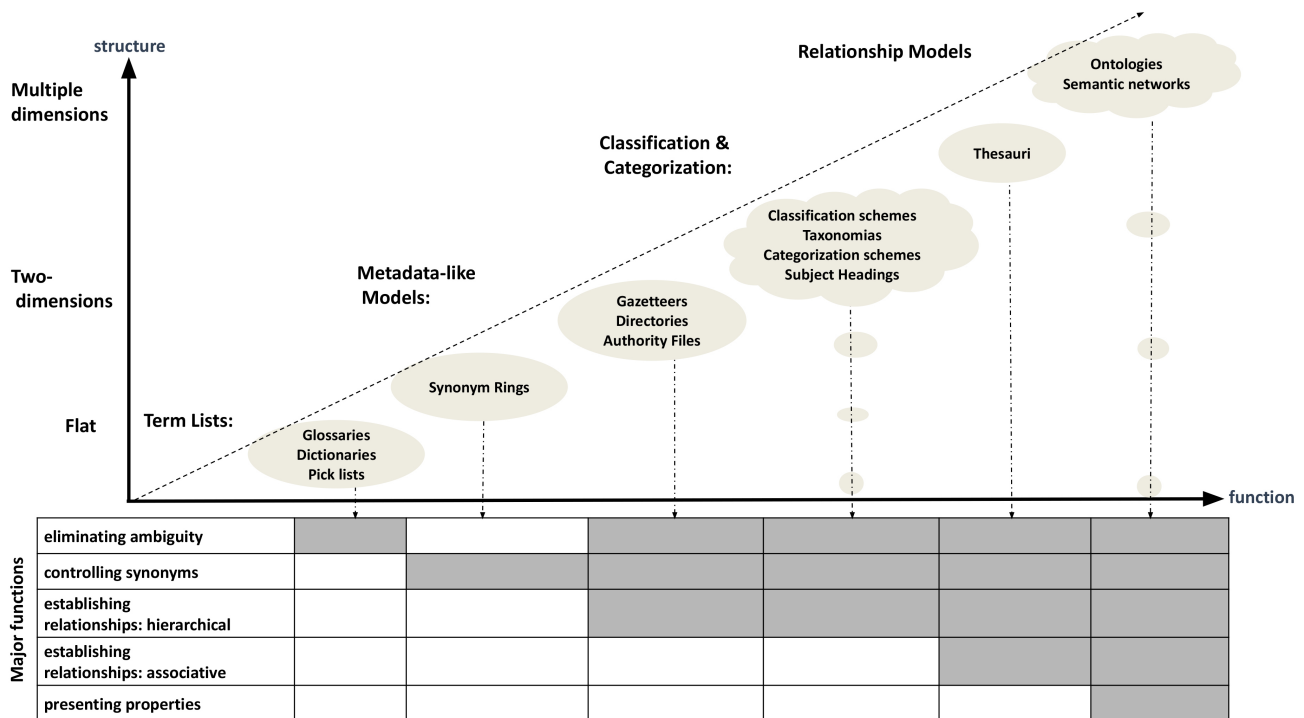 structure
Multiple
dimensions
Two-
dimensions
Flat
Relationship Models
Ontologies
Semantic networks
Classification &
Categorization:
Thesauri
Classification schemes
Taxonomias
Categorization schemes
Subject Headings
Metadata-like
Models:
Gazetteers
Directories
Authority Files
Synonym Rings
Term Lists:
Glossaries
Dictionaries
Pick lists
function
Major functions
eliminating ambiguity
controlling synonyms
establishing
relationships: hierarchical
establishing
relationships: associative
presenting properties